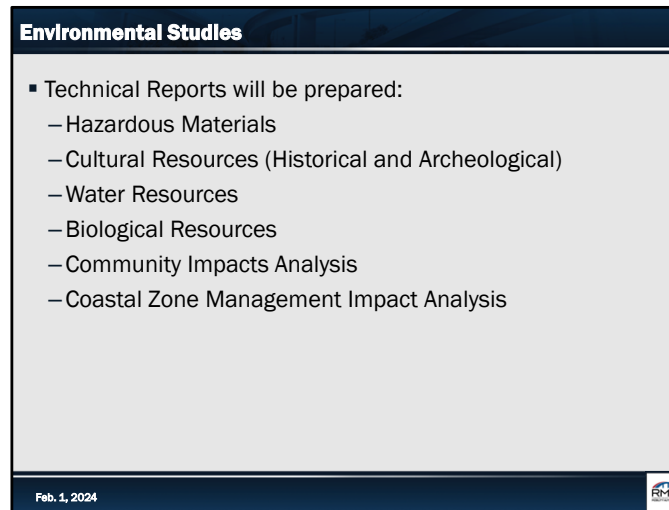 Environmental Studies
▪ Technical Reports will be prepared:
– Hazardous Materials
– Cultural Resources (Historical and Archeological)
– Water Resources
– Biological Resources
– Community Impacts Analysis
– Coastal Zone Management Impact Analysis
Feb. 1, 2024